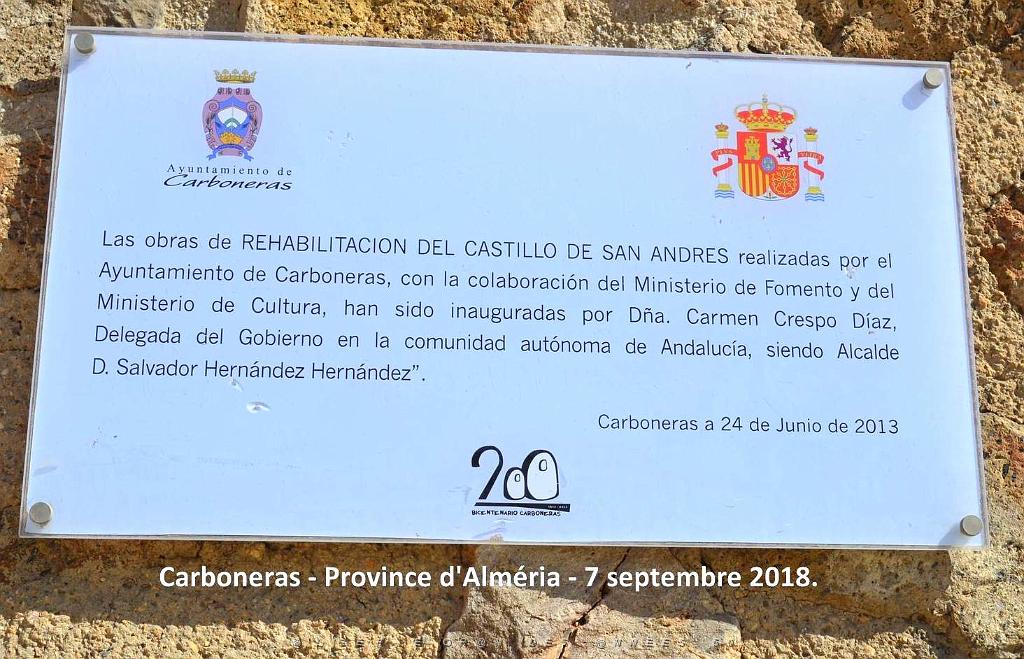 Ayuntamiento de
Carboneras
Las obras de REHABILITACION DEL CASTILLO DE SAN ANDRES realizadas por el
Ayuntamiento de Carboneras, con la colaboración del Ministerio de Fomento y del
Ministerio de Cultura, han sido inauguradas por Dña. Carmen Crespo Díaz,
Delegada del Gobierno en la comunidad autónoma de Andalucía, siendo Alcalde
D. Salvador Hernández Hernández”.
Carboneras a 24 de Junio de 2013
200
BICENTENARIO CARBONERAS
Carboneras - Province d'Alméria - 7 septembre 2018.